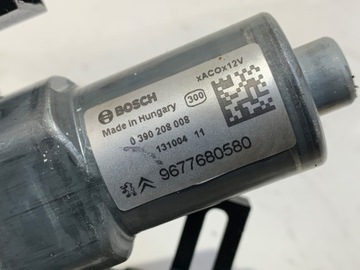 xACOx12V
BOSCH
Made in Hungary 300
0 390 208 008
131004 11
9677680580